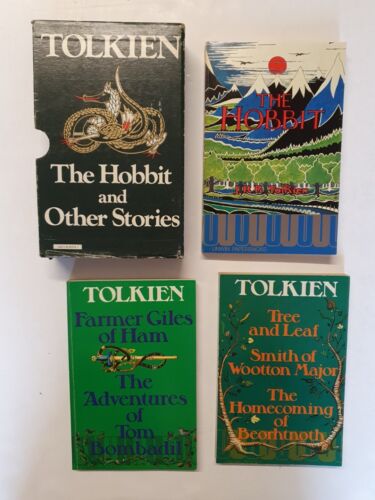 TOLKIEN
The Hobbit
and
Other Stories
THE
HOBBIT
J.R.R. Tolkien
UNWIN PAPERBACKS
TOLKIEN
Farmer Giles
of Ham
The
Adventures
of
Tom
Bombadil
TOLKIEN
Tree
and Leaf
Smith of
Wootton Major
The
Homecoming
of
Beorhtnoth